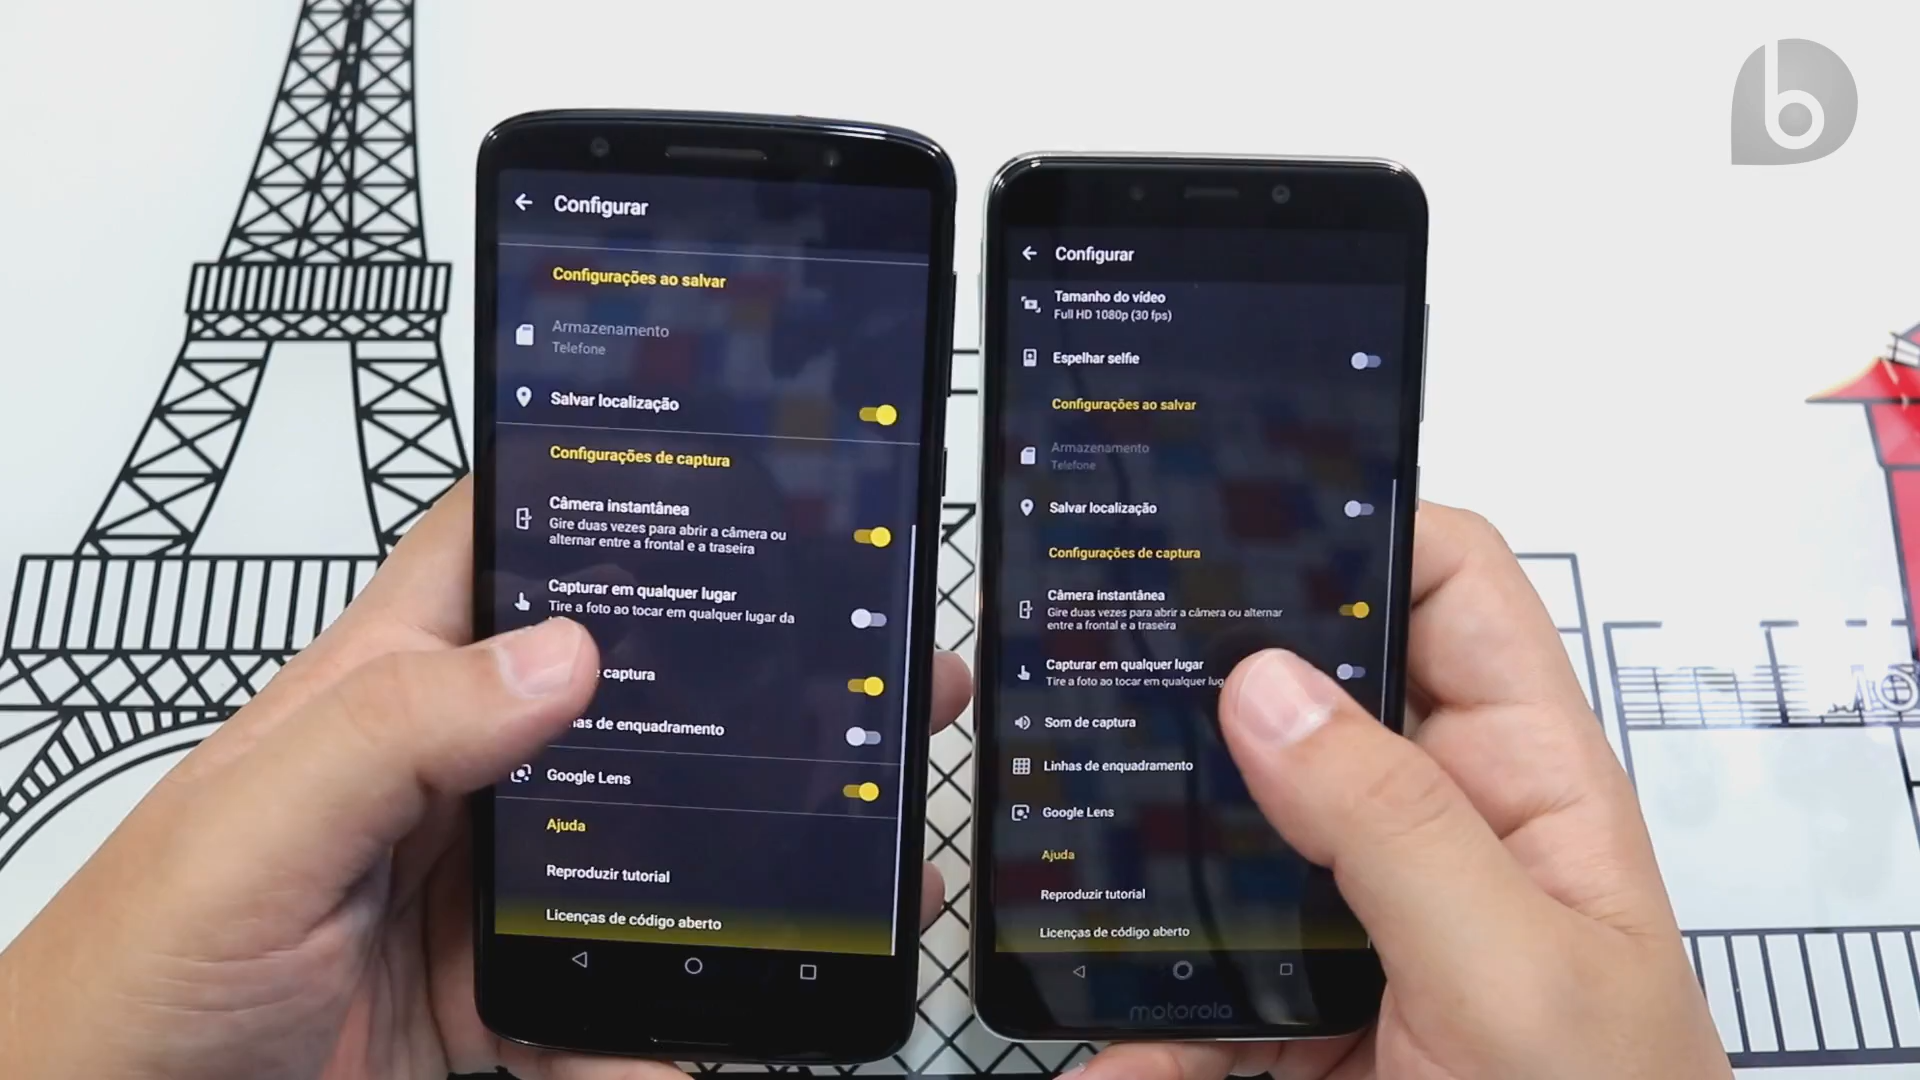 Configurar
Configurações ao salvar
Armazenamento
Telefone
Salvar localização
Configurações de captura
Câmera instantânea
Gire duas vezes para abrir a câmera ou
alternar entre a frontal e a traseira
Capturar em qualquer lugar
Tire a foto ao tocar em qualquer lugar da
captura
de enquadramento
Google Lens
Ajuda
Reproduzir tutorial
Licenças de código aberto
Configurar
Tamanho do vídeo
Full HD 1080p (30 fps)
Espelhar selfie
Configurações ao salvar
Armazenamento
Telefone
Salvar localização
Configurações de captura
Câmera instantânea
Gire duas vezes para abrir a câmera ou alternar
entre a frontal e a traseira
Capturar em qualquer lugar
Tire a foto ao tocar em qualquer
Som de captura
Linhas de enquadramento
Google Lens
Ajuda
Reproduzir tutorial
Licenças de código aberto
motorola
b